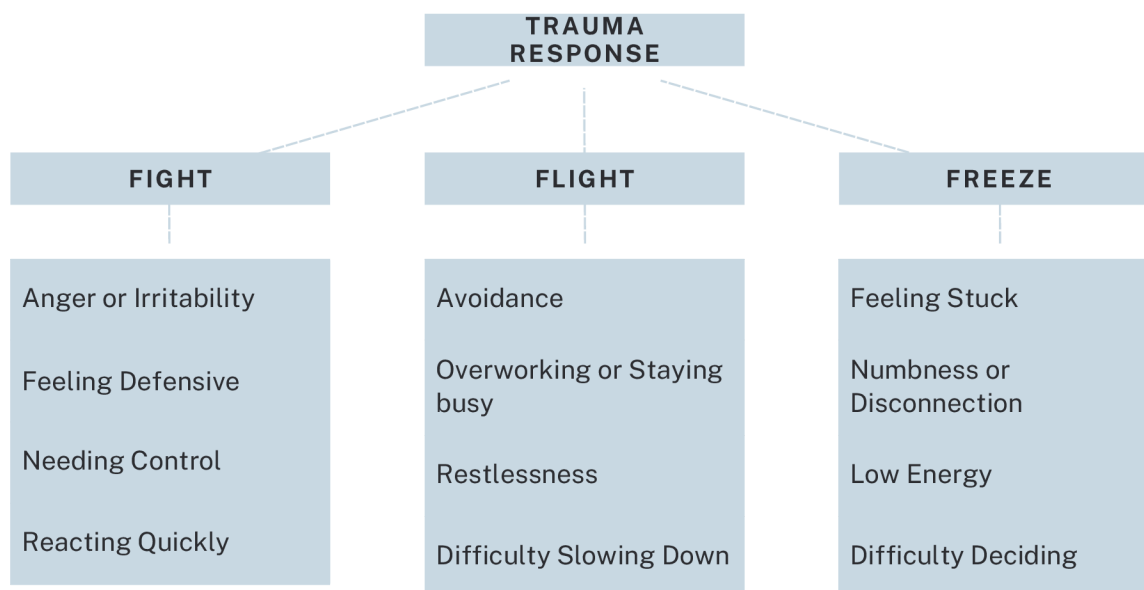 TRAUMA
RESPONSE
FIGHT
FLIGHT
FREEZE
Anger or Irritability
Feeling Defensive
Needing Control
Reacting Quickly
Avoidance
Overworking or Staying
busy
Restlessness
Difficulty Slowing Down
Feeling Stuck
Numbness or
Disconnection
Low Energy
Difficulty Deciding